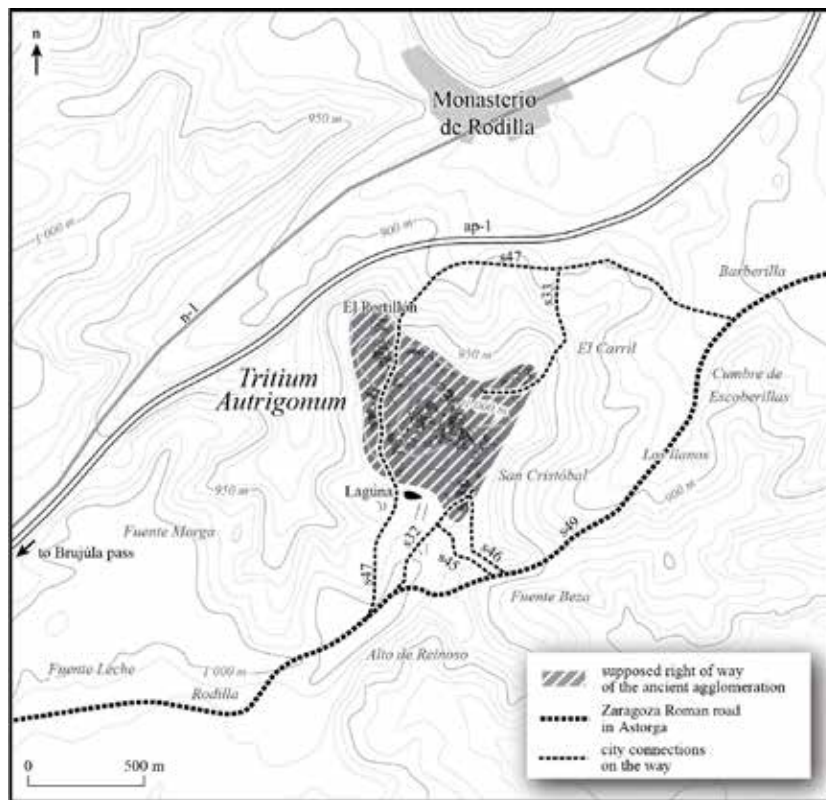 n
Monasterio
de Rodilla
950 m
1 000 m
900 m
ap-1
n-1
s47
s33
Barberilla
El Portillón
El Carril
950 m
Tritium
Autrigonum
Cumbre de
Escoberillas
1 000 m
Los llanos
San Cristóbal
900 m
950 m
Laguna
Fuente Morga
s32
s49
to Brujúla pass
s47
s45
s46
Fuente Beza
Alto de Reinoso
Fuente Leche
1 000 m
Rodilla
0
500 m
supposed right of way
of the ancient agglomeration
Zaragoza Roman road
in Astorga
city connections
on the way